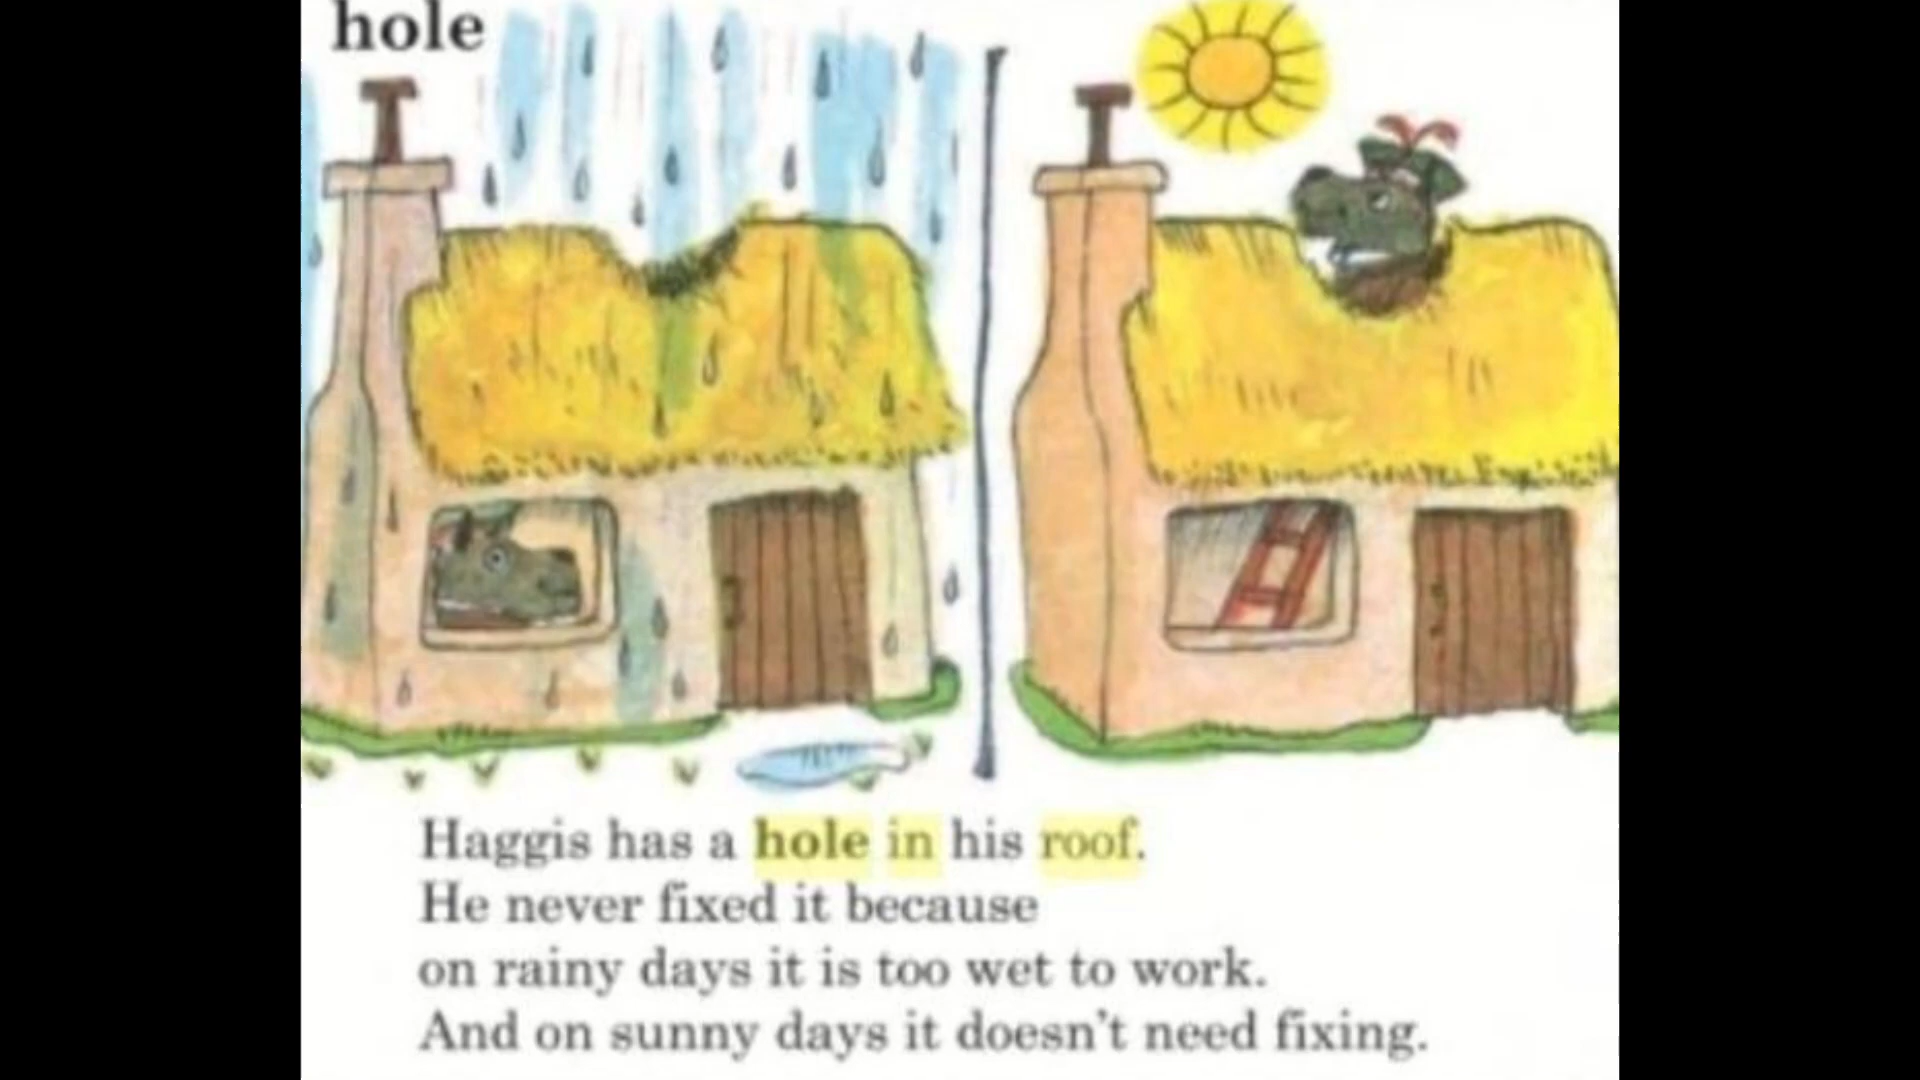 hole
Haggis has a hole in his roof.
He never fixed it because
on rainy days it is too wet to work.
And on sunny days it doesn't need fixing.